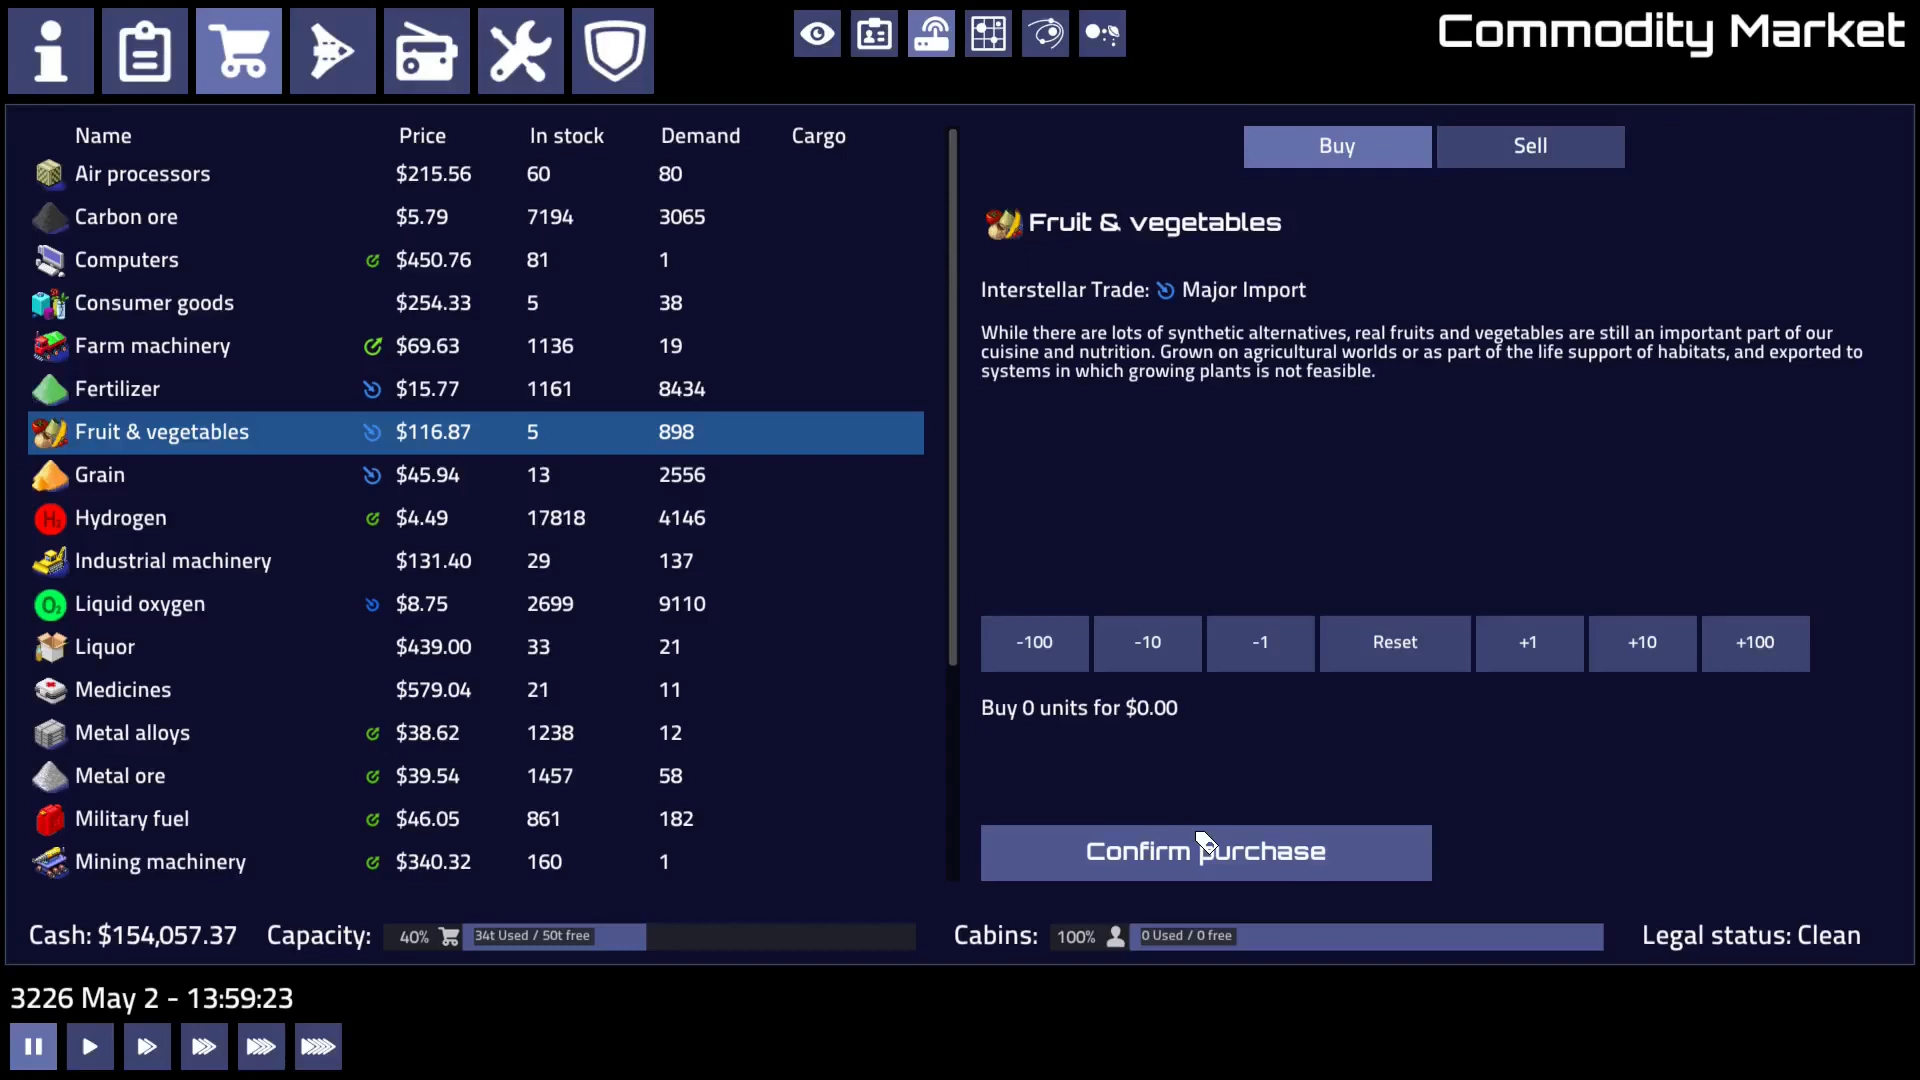 Commodity Market
Name Price In stock Demand Cargo
Air processors $215.56 60 80
Carbon ore $5.79 7194 3065
Computers $450.76 81 1
Consumer goods $254.33 5 38
Farm machinery $69.63 1136 19
Fertilizer $15.77 1161 8434
Fruit & vegetables $116.87 5 898
Grain $45.94 13 2556
H₂ Hydrogen $4.49 17818 4146
Industrial machinery $131.40 29 137
O₂ Liquid oxygen $8.75 2699 9110
Liquor $439.00 33 21
Medicines $579.04 21 11
Metal alloys $38.62 1238 12
Metal ore $39.54 1457 58
Military fuel $46.05 861 182
Mining machinery $340.32 160 1
Buy Sell
Fruit & vegetables
Interstellar Trade: Major Import
While there are lots of synthetic alternatives, real fruits and vegetables are still an important part of our
cuisine and nutrition. Grown on agricultural worlds or as part of the life support of habitats, and exported to
systems in which growing plants is not feasible.
-100 -10 -1 Reset +1 +10 +100
Buy 0 units for $0.00
Confirm purchase
Cash: $154,057.37 Capacity: 40% 34t Used / 50t free Cabins: 100% 0 Used / 0 free Legal status: Clean
3226 May 2 - 13:59:23